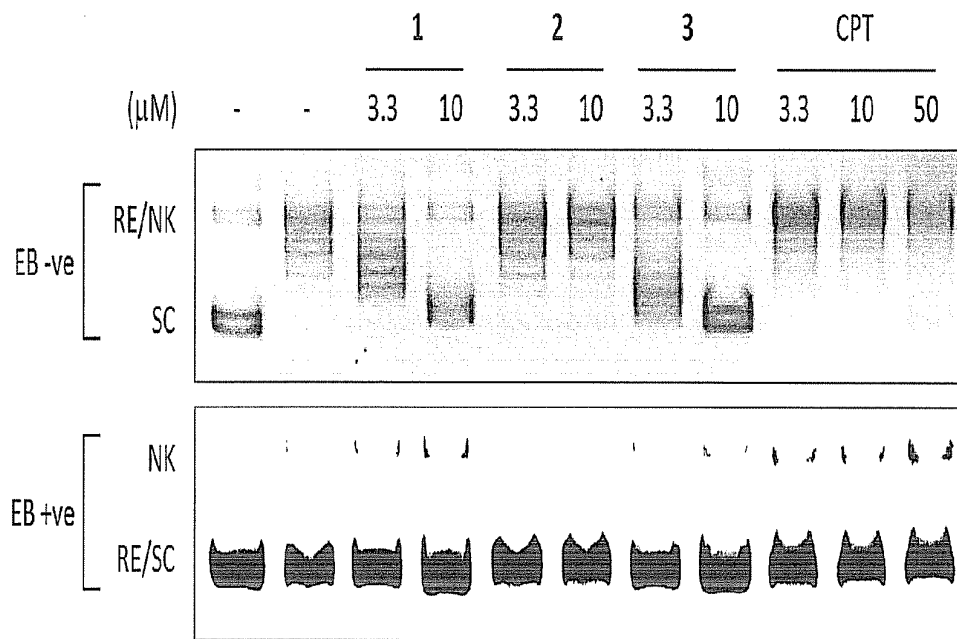 1 2 3 CPT
(μM) - - 3.3 10 3.3 10 3.3 10 3.3 10 50
RE/NK
EB -ve
SC
NK
EB +ve
RE/SC